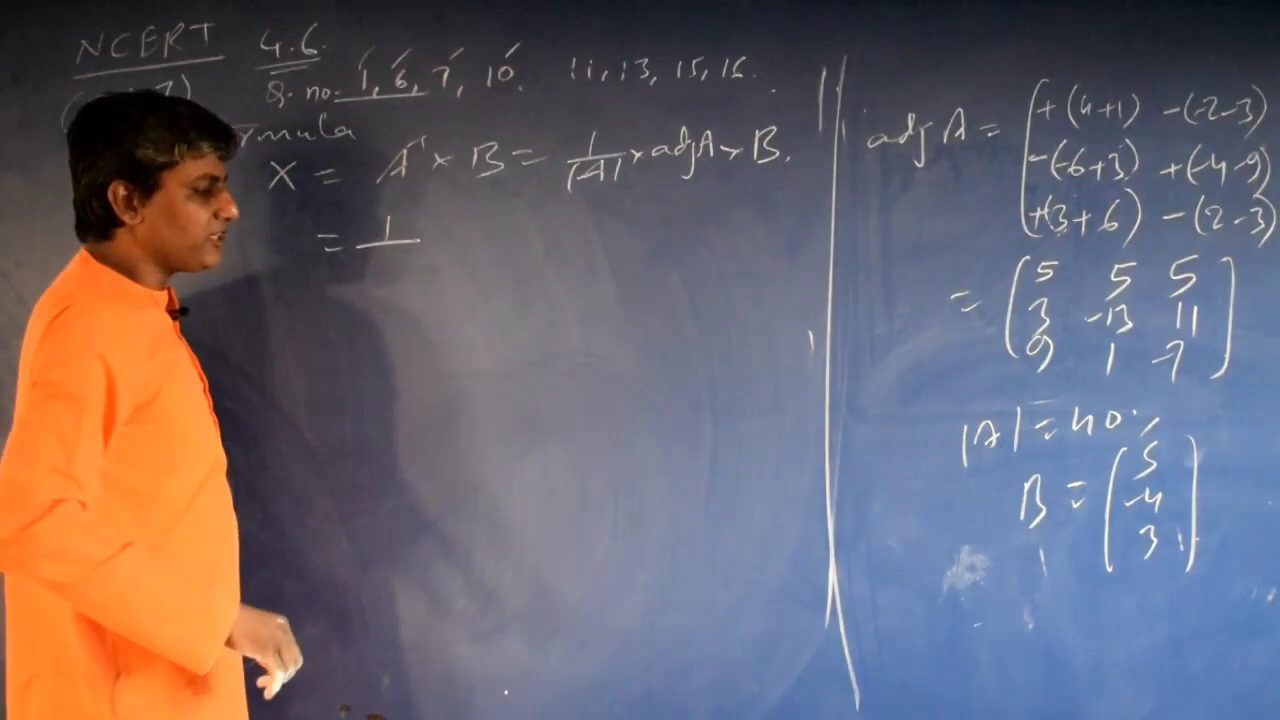 NCERT 4.6.
Q. no. 1, 6, 7, 10. 11, 13, 15, 16.
X = A⁻¹ × B = 1/|A| × adjA × B.
= 1
adj A = +(4+1) -(-2-3)
-(-6+3) +(-4-9)
+(3+6) -(2-3)
= 5 5 5
3 -13 11
9 1 -7
|A| = 40.
B = 5
-4
3